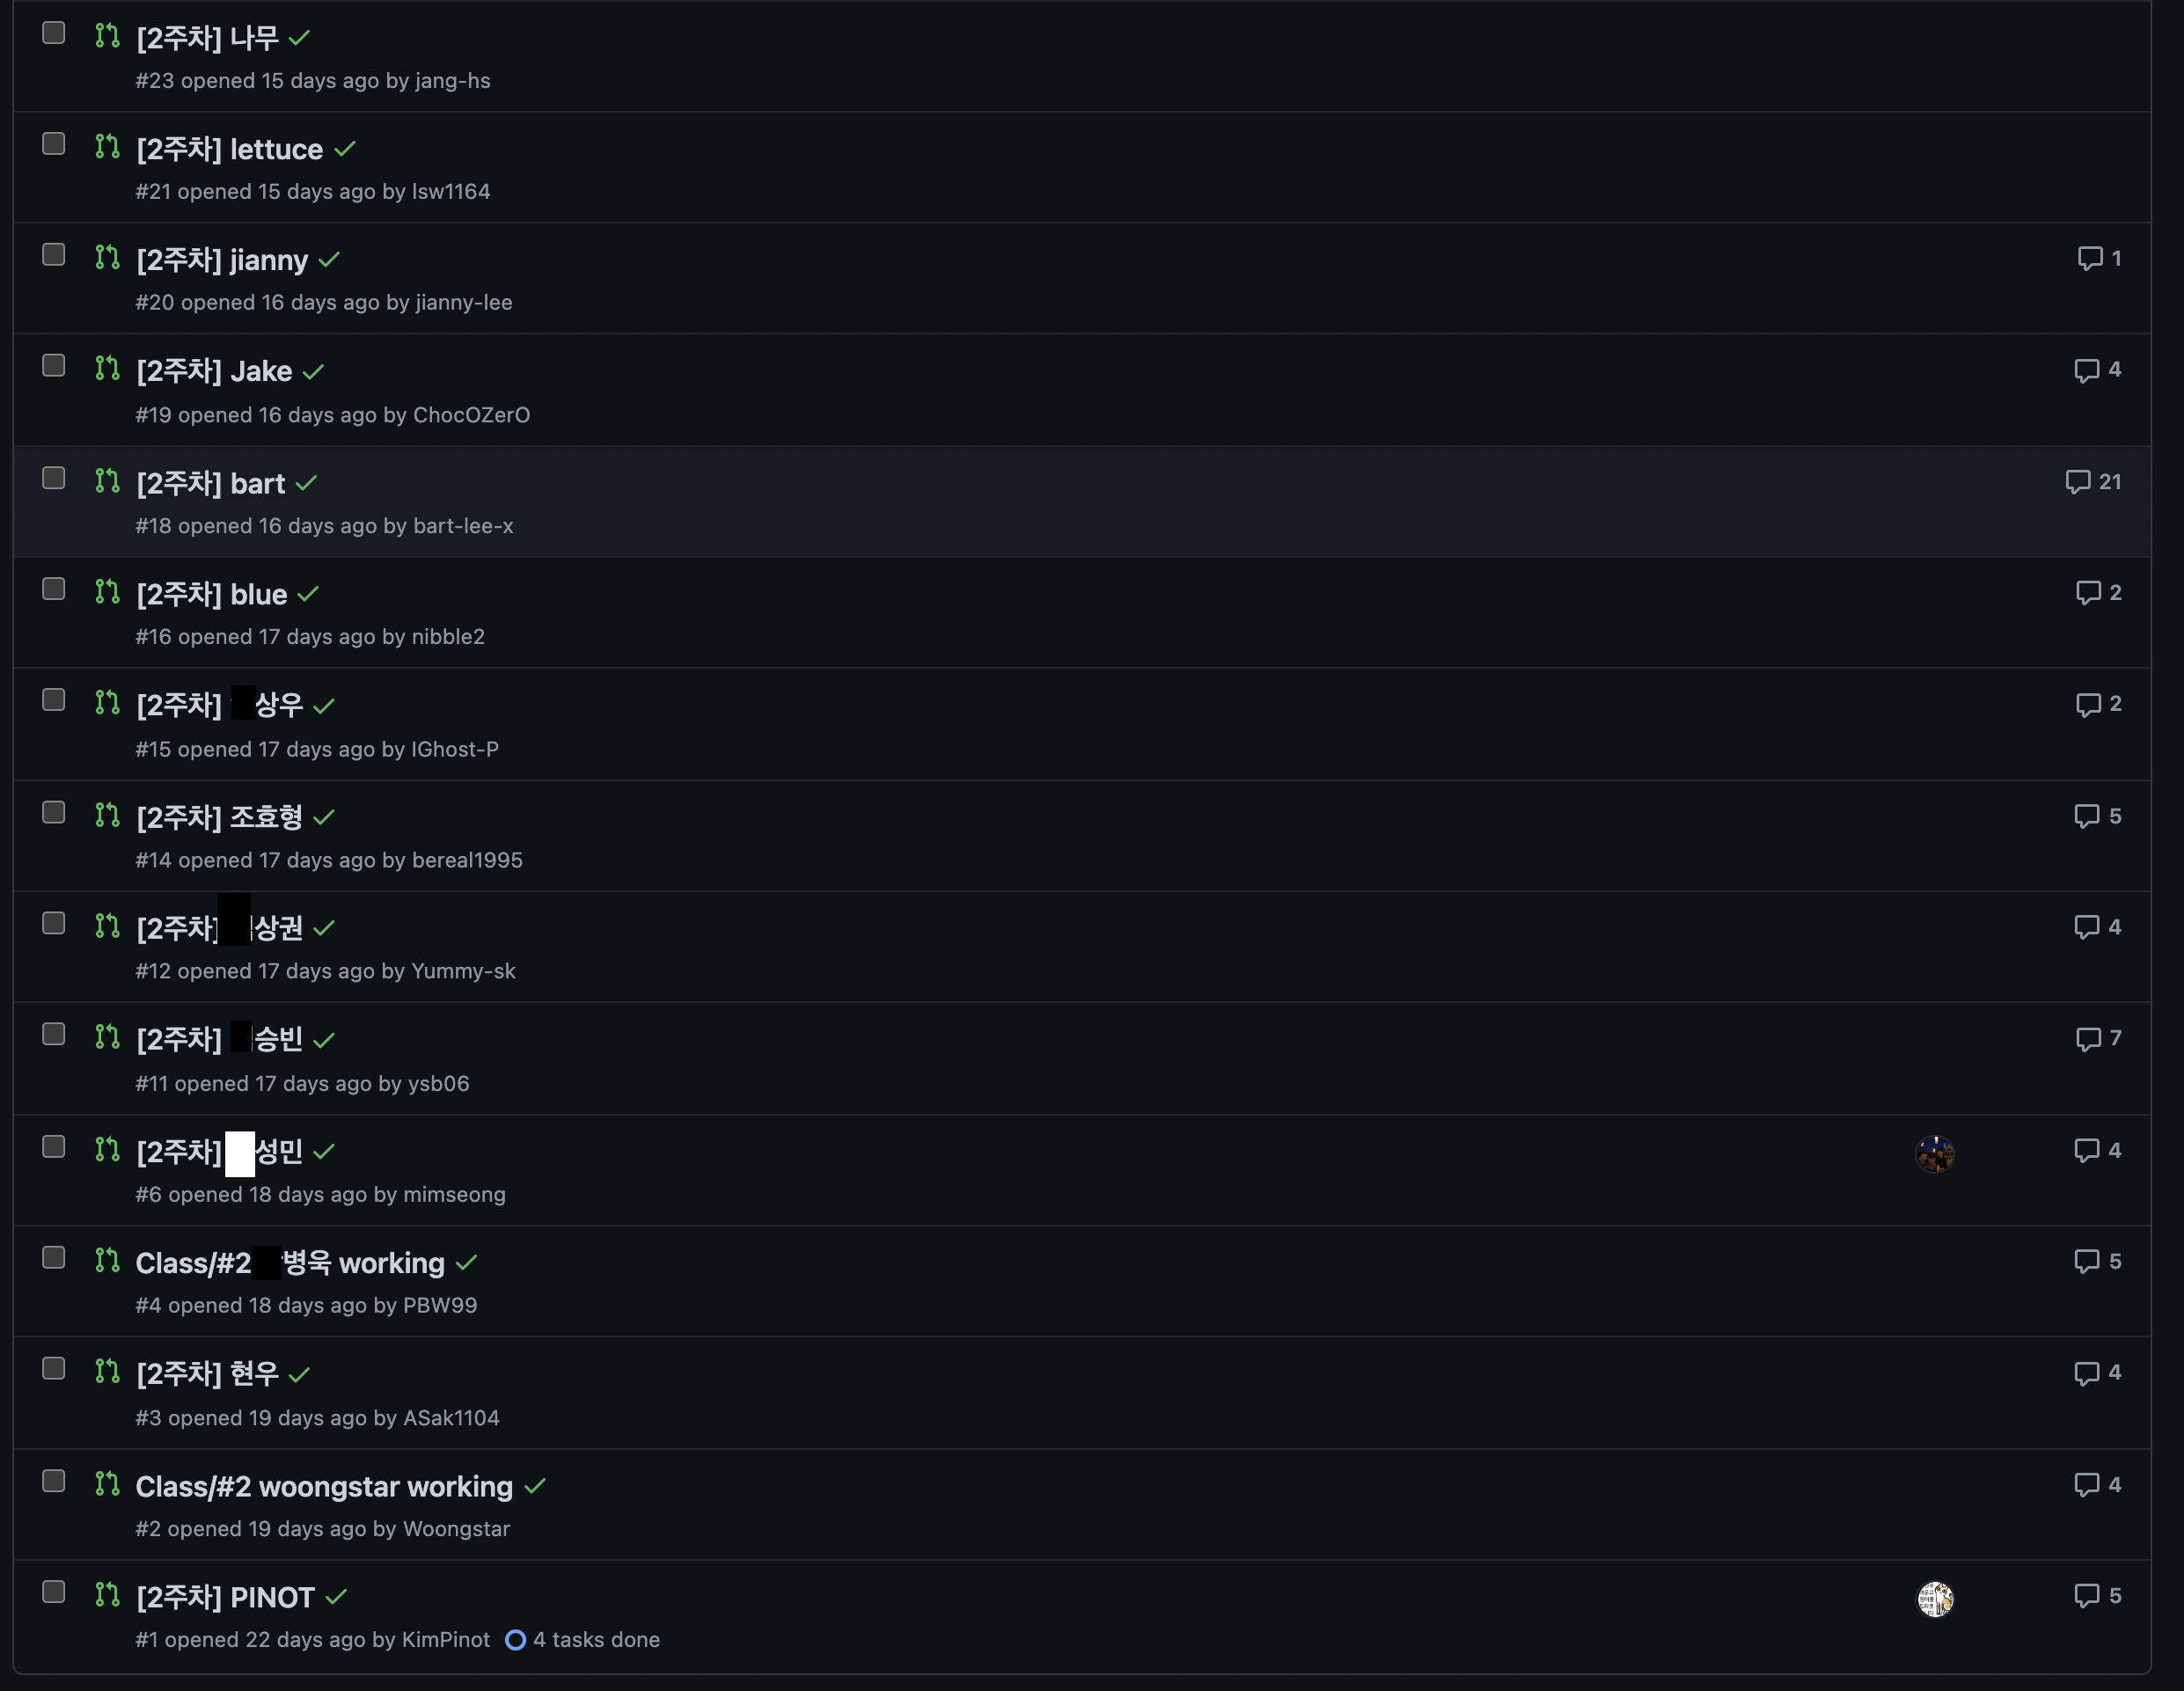 [2주차] 나무
#23 opened 15 days ago by jang-hs
[2주차] lettuce
#21 opened 15 days ago by lsw1164
[2주차] jianny
1
#20 opened 16 days ago by jianny-lee
[2주차] Jake
4
#19 opened 16 days ago by ChocOZerO
[2주차] bart
21
#18 opened 16 days ago by bart-lee-x
[2주차] blue
2
#16 opened 17 days ago by nibble2
[2주차] 상우
2
#15 opened 17 days ago by IGhost-P
[2주차] 조효형
5
#14 opened 17 days ago by bereal1995
[2주차] 상권
4
#12 opened 17 days ago by Yummy-sk
[2주차] 승빈
7
#11 opened 17 days ago by ysb06
[2주차] 성민
4
#6 opened 18 days ago by mimseong
Class/#2 병욱 working
5
#4 opened 18 days ago by PBW99
[2주차] 현우
4
#3 opened 19 days ago by ASak1104
Class/#2 woongstar working
4
#2 opened 19 days ago by Woongstar
[2주차] PINOT
5
#1 opened 22 days ago by KimPinot 4 tasks done